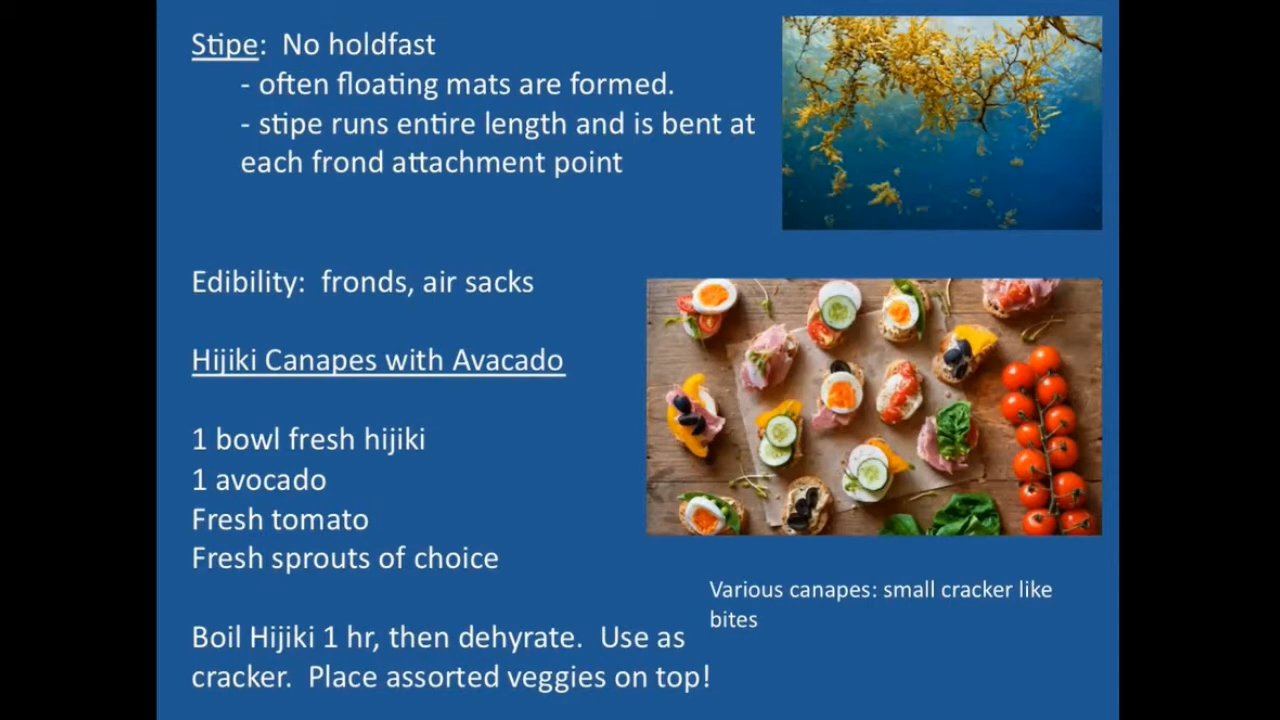 Stipe:  No holdfast
- often floating mats are formed.
- stipe runs entire length and is bent at
each frond attachment point
Edibility:  fronds, air sacks
Hijiki Canapes with Avacado
1 bowl fresh hijiki
1 avocado
Fresh tomato
Fresh sprouts of choice
Boil Hijiki 1 hr, then dehyrate.  Use as
cracker.  Place assorted veggies on top!
Various canapes: small cracker like
bites